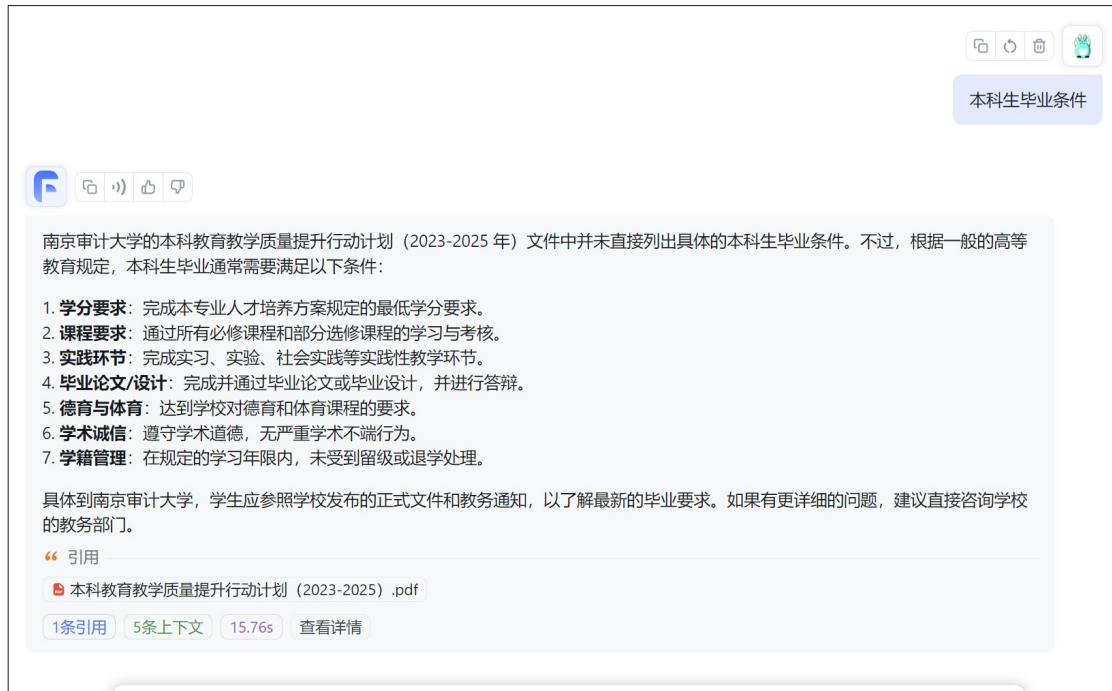 本科生毕业条件
南京审计大学的本科教育教学质量提升行动计划（2023-2025 年）文件中并未直接列出具体的本科生毕业条件。不过，根据一般的高等
教育规定，本科生毕业通常需要满足以下条件：
1. 学分要求：完成本专业人才培养方案规定的最低学分要求。
2. 课程要求：通过所有必修课程和部分选修课程的学习与考核。
3. 实践环节：完成实习、实验、社会实践等实践性教学环节。
4. 毕业论文/设计：完成并通过毕业论文或毕业设计，并进行答辩。
5. 德育与体育：达到学校对德育和体育课程的要求。
6. 学术诚信：遵守学术道德，无严重学术不端行为。
7. 学籍管理：在规定的学习年限内，未受到留级或退学处理。
具体到南京审计大学，学生应参照学校发布的正式文件和教务通知，以了解最新的毕业要求。如果有更详细的问题，建议直接咨询学校
的教务部门。
引用
本科教育教学质量提升行动计划（2023-2025）.pdf
1条引用 5条上下文 15.76s 查看详情